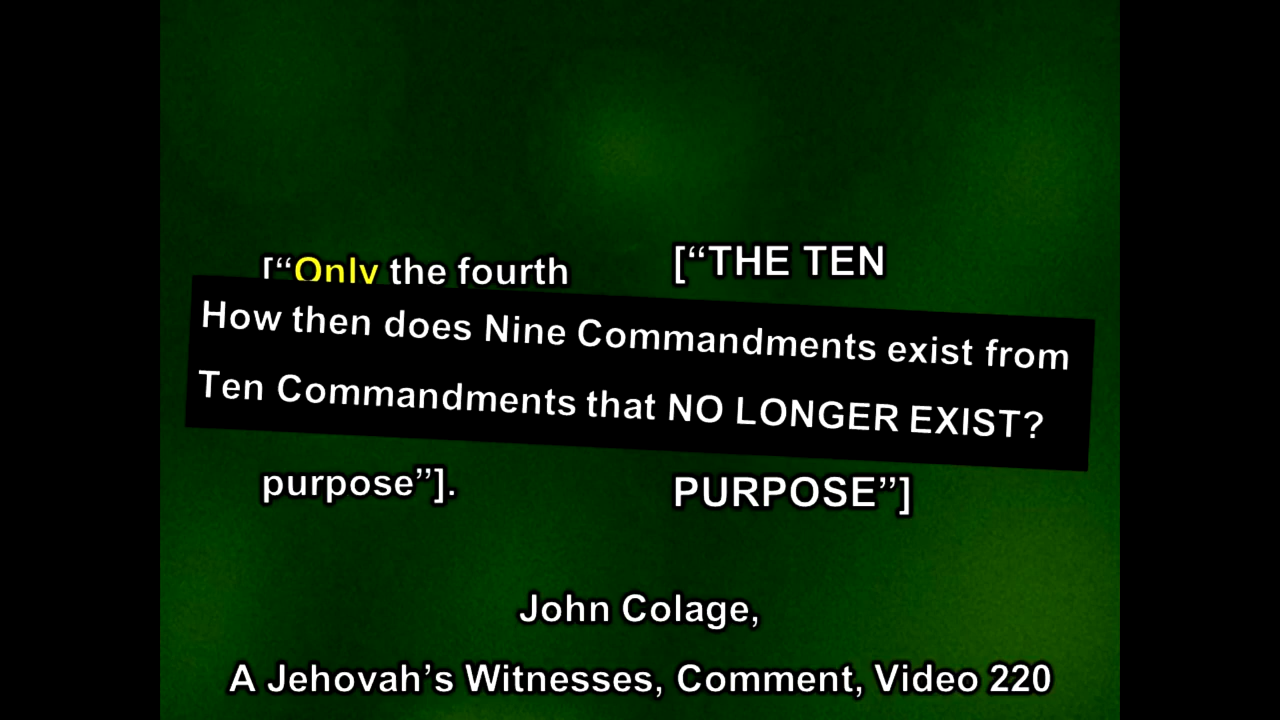 ["Only the fourth
["THE TEN
How then does Nine Commandments exist from
Ten Commandments that NO LONGER EXIST?
purpose"].
PURPOSE"]
John Colage,
A Jehovah's Witnesses, Comment, Video 220